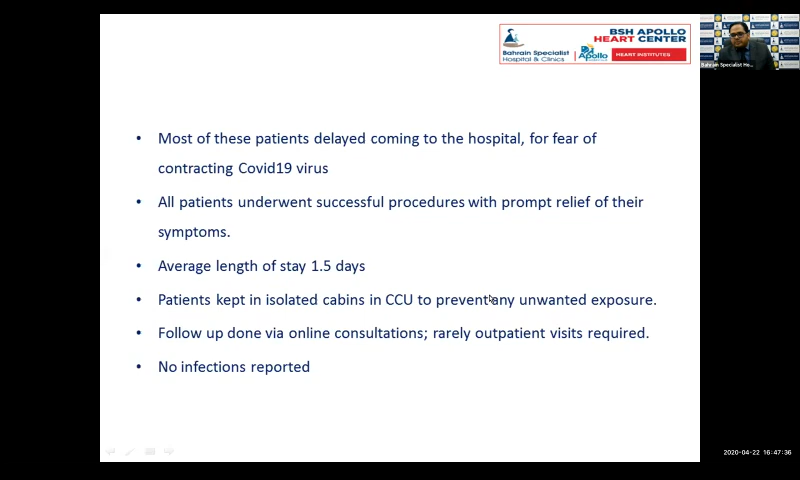 BSH APOLLO
HEART CENTER
Bahrain Specialist
Hospital & Clinics
Apollo
HEART INSTITUTES
Bahrain Specialist Ho...
• Most of these patients delayed coming to the hospital, for fear of
contracting Covid19 virus
• All patients underwent successful procedures with prompt relief of their
symptoms.
• Average length of stay 1.5 days
• Patients kept in isolated cabins in CCU to prevent any unwanted exposure.
• Follow up done via online consultations; rarely outpatient visits required.
• No infections reported
2020-04-22 16:47:36